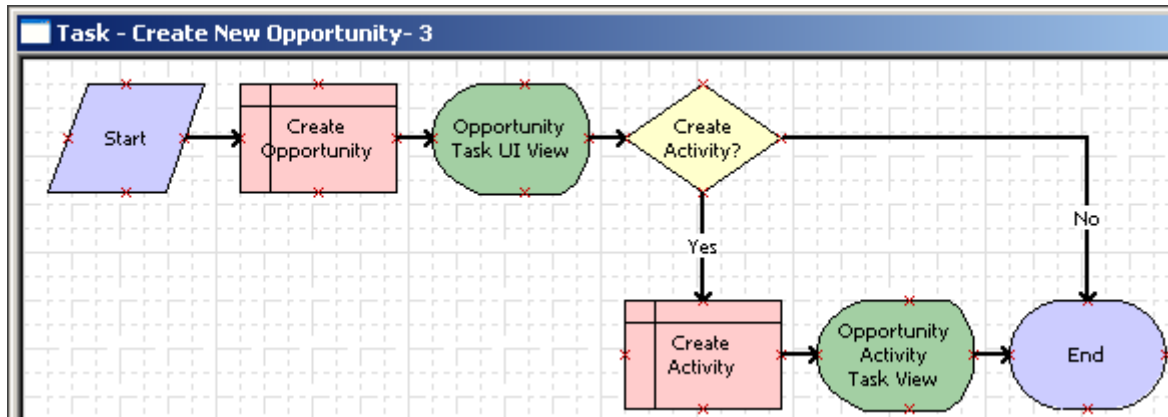 Task - Create New Opportunity- 3
Start
Create
Opportunity
Opportunity
Task UI View
Create
Activity?
No
Yes
Create
Activity
Opportunity
Activity
Task View
End